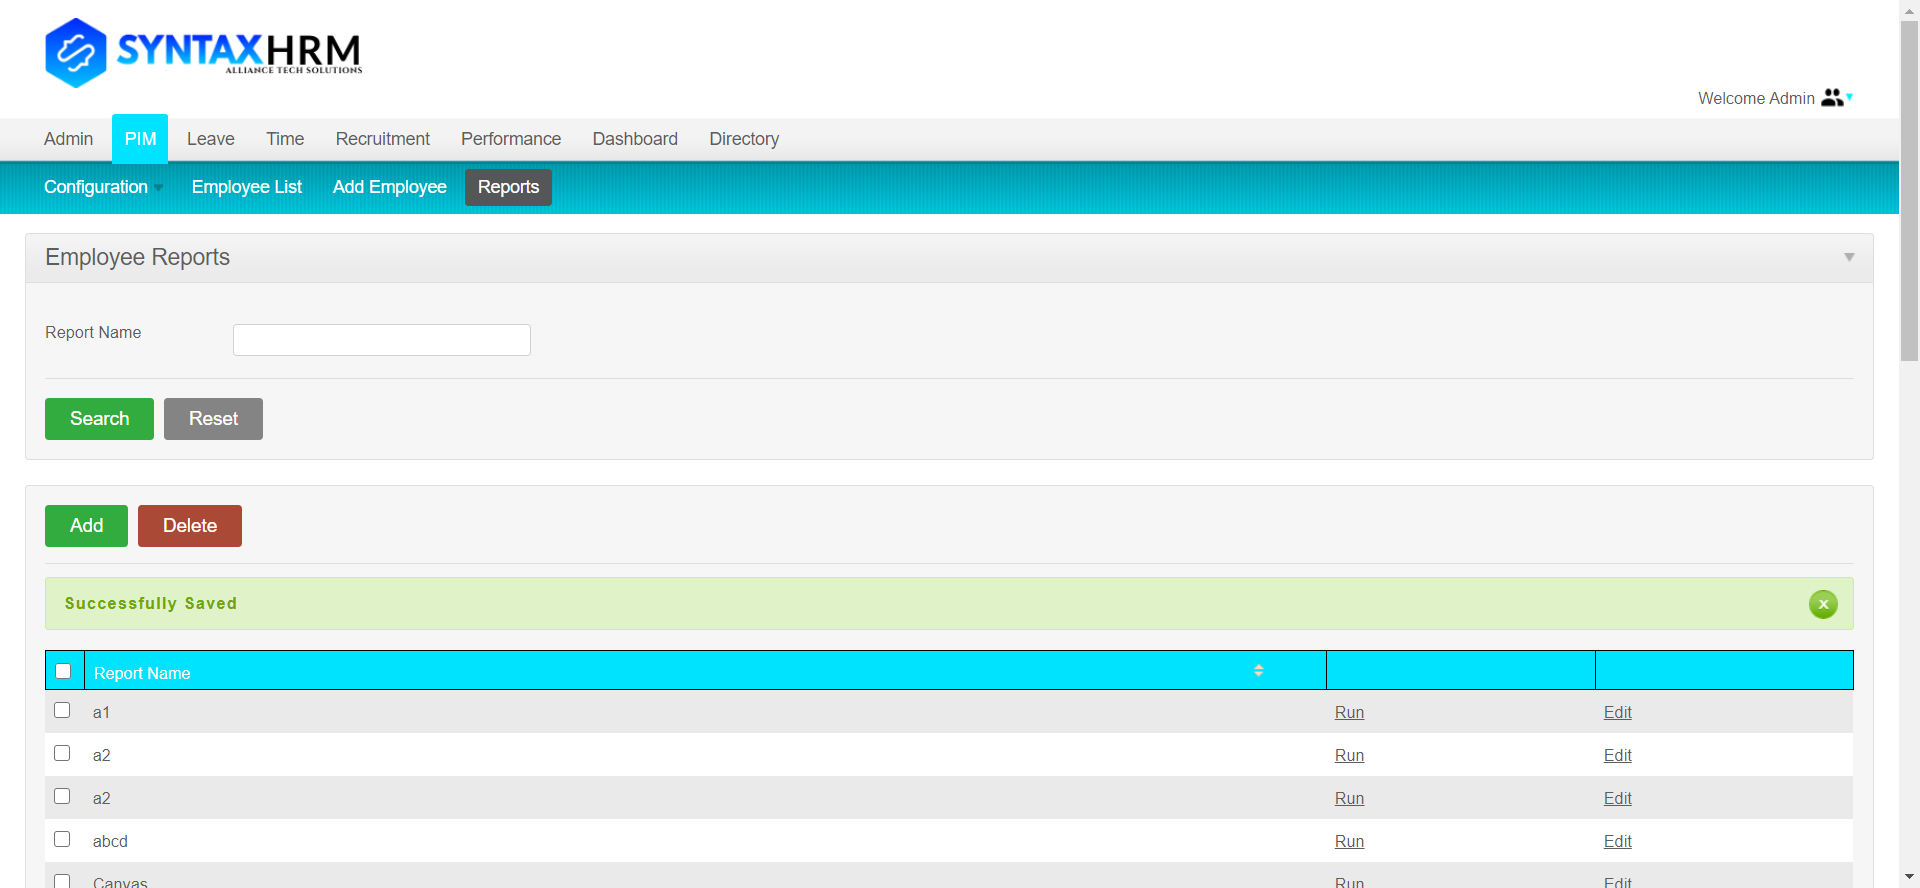 SYNTAXHRM
ALLIANCE TECH SOLUTIONS
Welcome Admin
Admin PIM Leave Time Recruitment Performance Dashboard Directory
Configuration Employee List Add Employee Reports
Employee Reports
Report Name
Search Reset
Add Delete
Successfully Saved x
Report Name
a1 Run Edit
a2 Run Edit
a2 Run Edit
abcd Run Edit
Canvas Run Edit